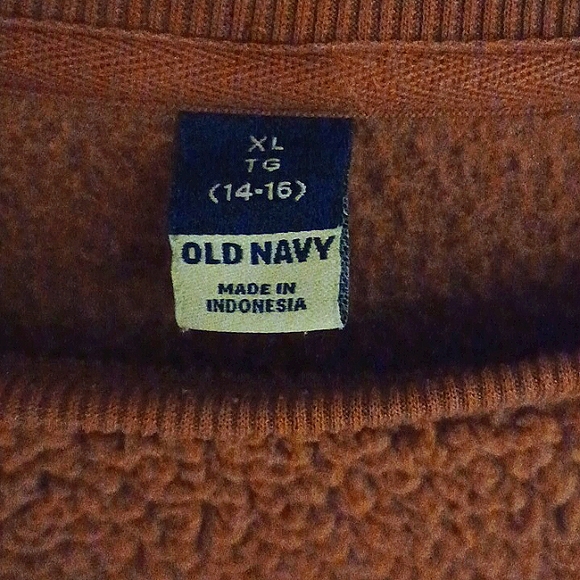 XL
TG
(14-16)
OLD NAVY
MADE IN
INDONESIA